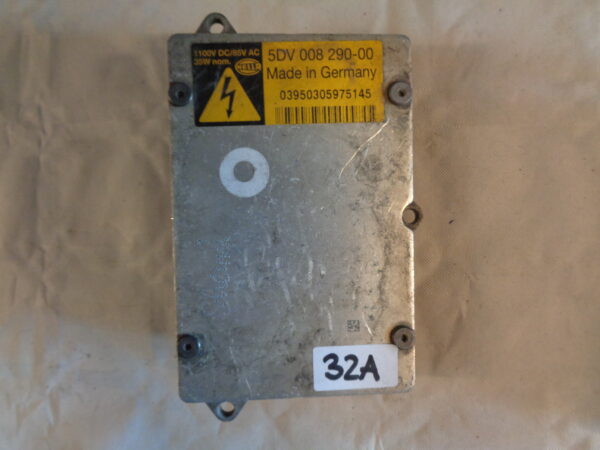 1100V DC/85V AC
35W nom.
HELLA
5DV 008 290-00
Made in Germany
03950305975145
32A